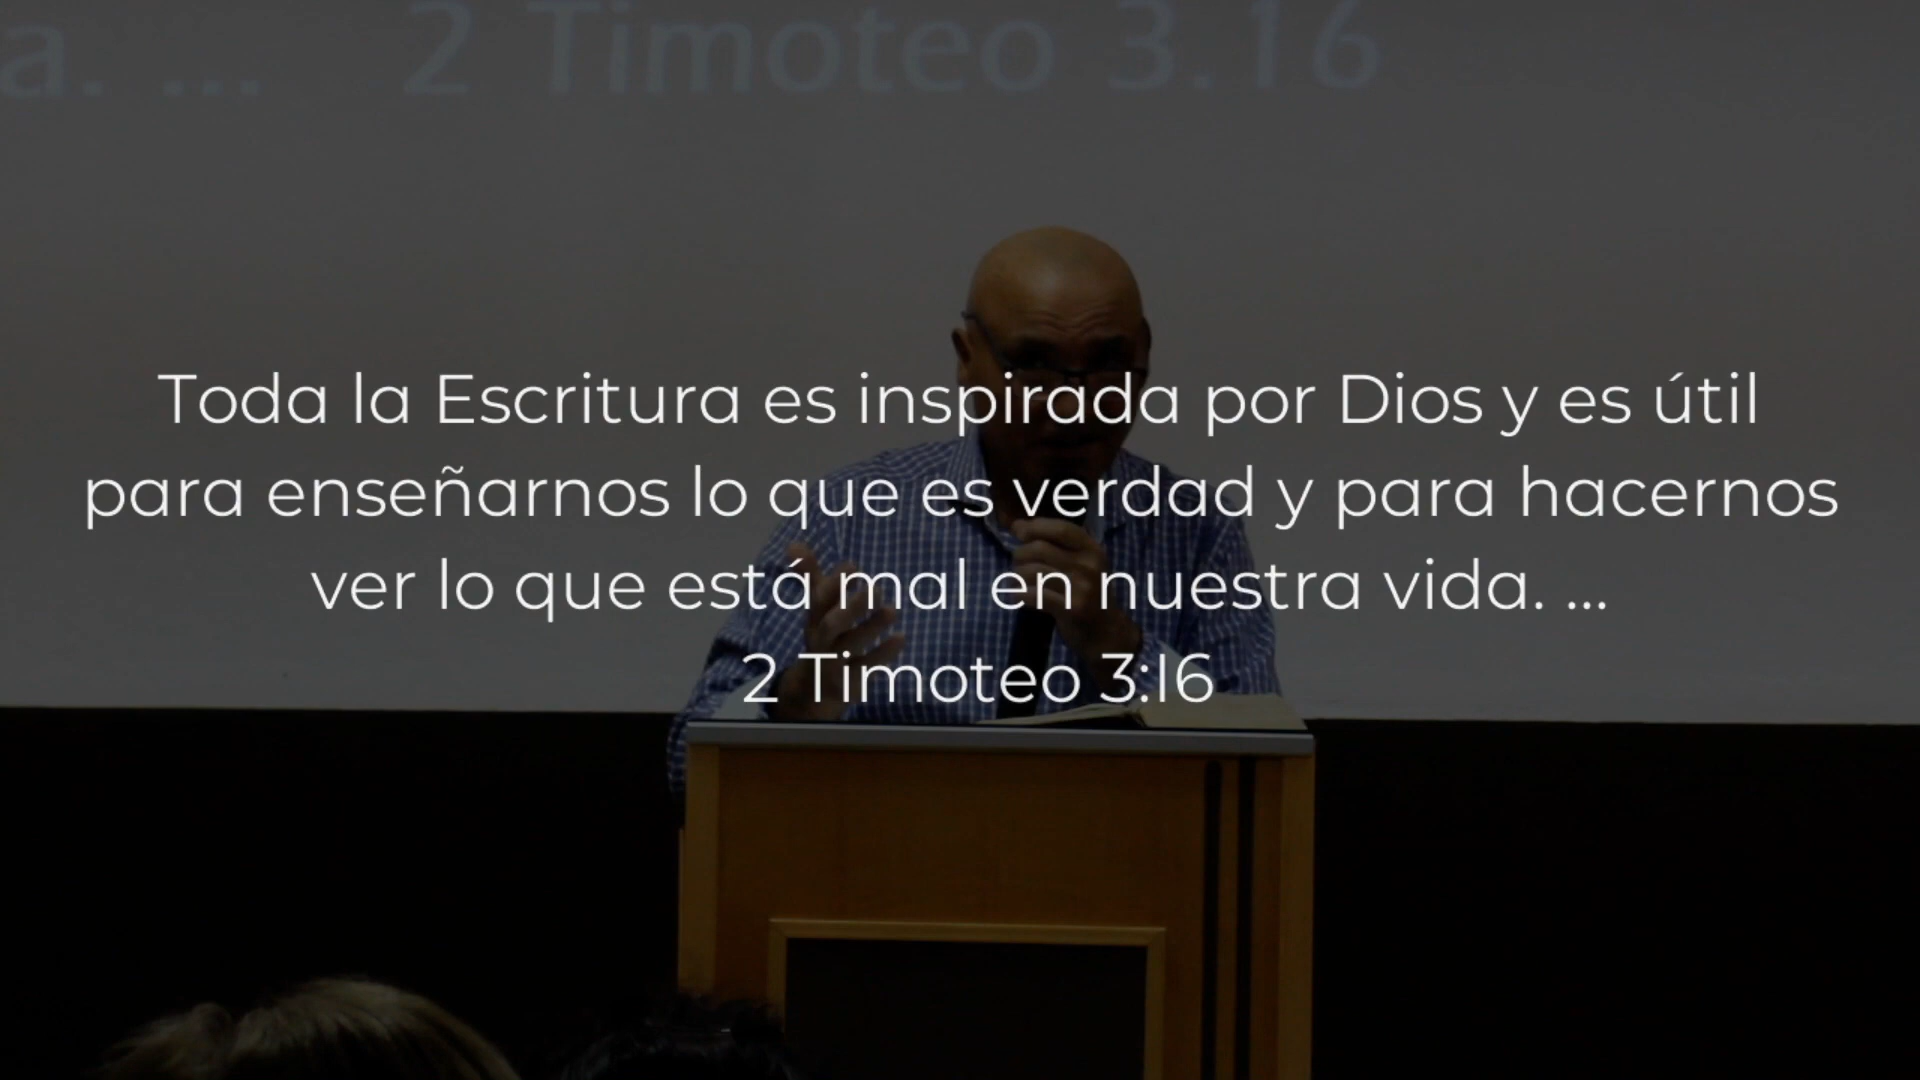 a. ... 2 Timoteo 3.16
Toda la Escritura es inspirada por Dios y es útil
para enseñarnos lo que es verdad y para hacernos
ver lo que está mal en nuestra vida. ...
2 Timoteo 3:16